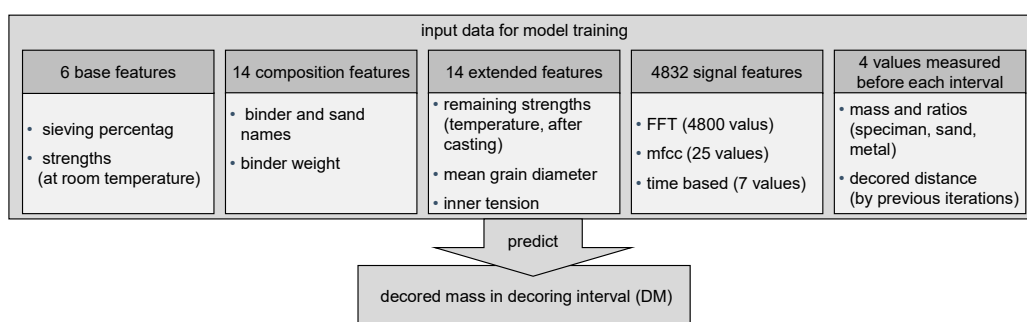 input data for model training
6 base features
• sieving percentag
• strengths
(at room temperature)
14 composition features
• binder and sand
names
• binder weight
14 extended features
• remaining strengths
(temperature, after
casting)
• mean grain diameter
• inner tension
4832 signal features
• FFT (4800 valus)
• mfcc (25 values)
• time based (7 values)
4 values measured
before each interval
• mass and ratios
(speciman, sand,
metal)
• decored distance
(by previous iterations)
predict
decored mass in decoring interval (DM)